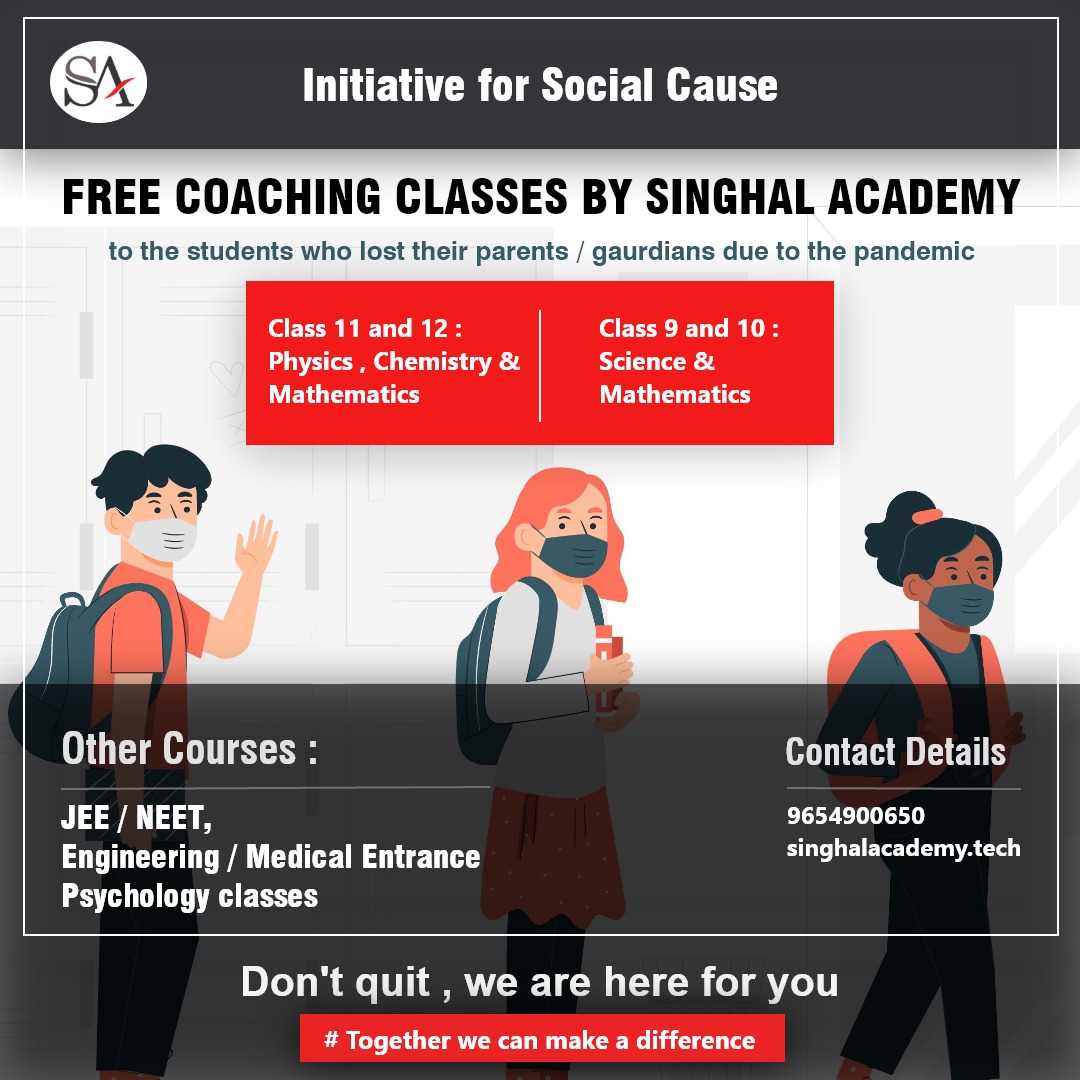 SA
Initiative for Social Cause
FREE COACHING CLASSES BY SINGHAL ACADEMY
to the students who lost their parents / gaurdians due to the pandemic
Class 11 and 12 :
Physics , Chemistry &
Mathematics
Class 9 and 10 :
Science &
Mathematics
Other Courses :
JEE / NEET,
Engineering / Medical Entrance
Psychology classes
Contact Details
9654900650
singhalacademy.tech
Don't quit , we are here for you
# Together we can make a difference